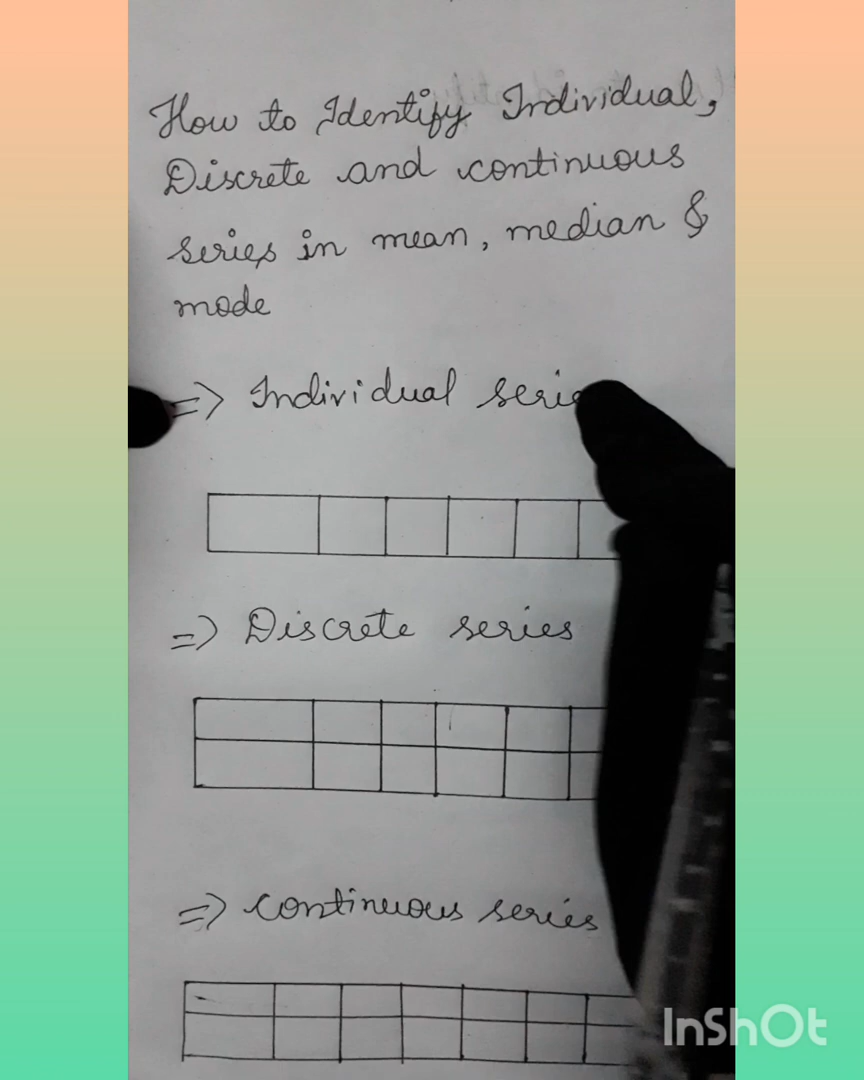 How to Identify Individual,
Discrete and continuous
series in mean, median &
mode
=> Individual
=> Discrete series
=> continuous series
InShOt